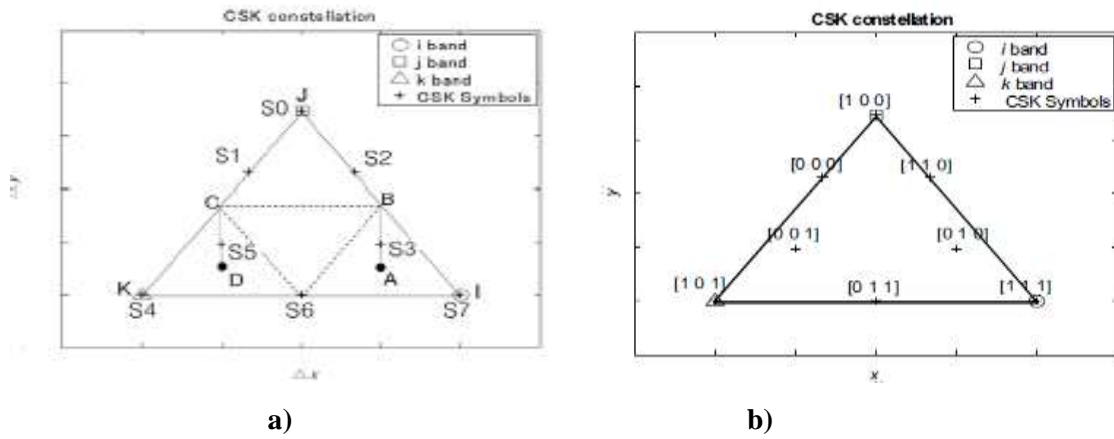 CSK constellation
i band
j band
k band
CSK Symbols
J
S0
S1
S2
C
B
S5
S3
D
A
K
I
S4
S6
S7
△y
△x
a)
CSK constellation
i band
j band
k band
CSK Symbols
[1 0 0]
[0 0 0]
[1 1 0]
[0 0 1]
[0 1 0]
[1 0 1]
[0 1 1]
[1 1 1]
y
x
b)